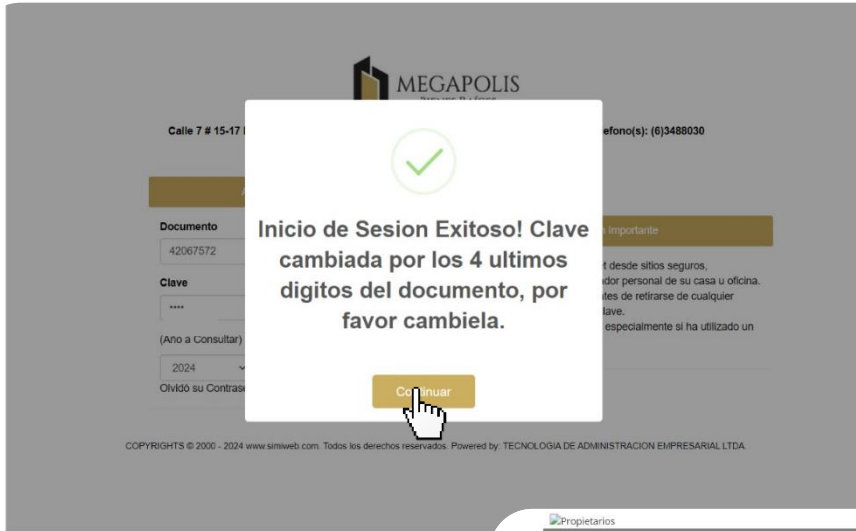 MEGAPOLIS
Calle 7 # 15-17
efono(s): (6)3488030
Inicio de Sesion Exitoso! Clave
cambiada por los 4 ultimos
digitos del documento, por
favor cambiela.
Continuar
Documento
42067572
Clave
****
(Año a Consultar)
2024
Olvidó su Contras
Importante
t desde sitios seguros,
dor personal de su casa u oficina.
tes de retirarse de cualquier
lave.
especialmente si ha utilizado un
COPYRIGHTS © 2000 - 2024 www.simiweb.com. Todos los derechos reservados. Powered by: TECNOLOGIA DE ADMINISTRACION EMPRESARIAL LTDA.
Propietarios